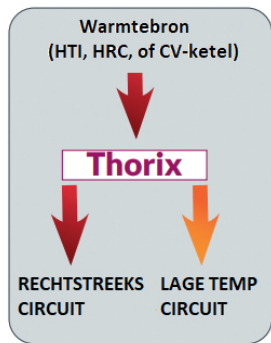 Warmtebron
(HTI, HRC, of CV-ketel)
Thorix
RECHTSTREEKS LAGE TEMP
CIRCUIT CIRCUIT